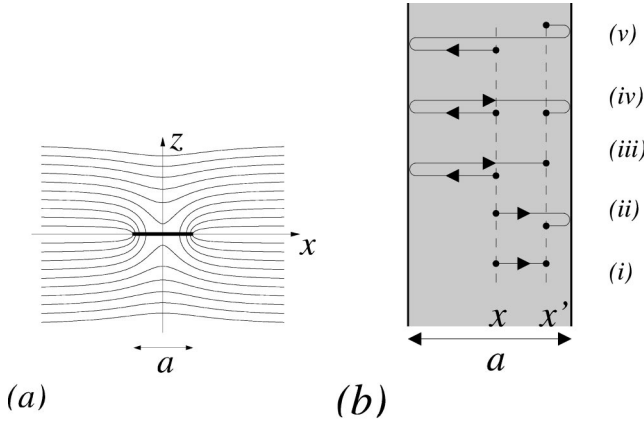 z
x
a
(a)
(v)
(iv)
(iii)
(ii)
(i)
x x'
a
(b)